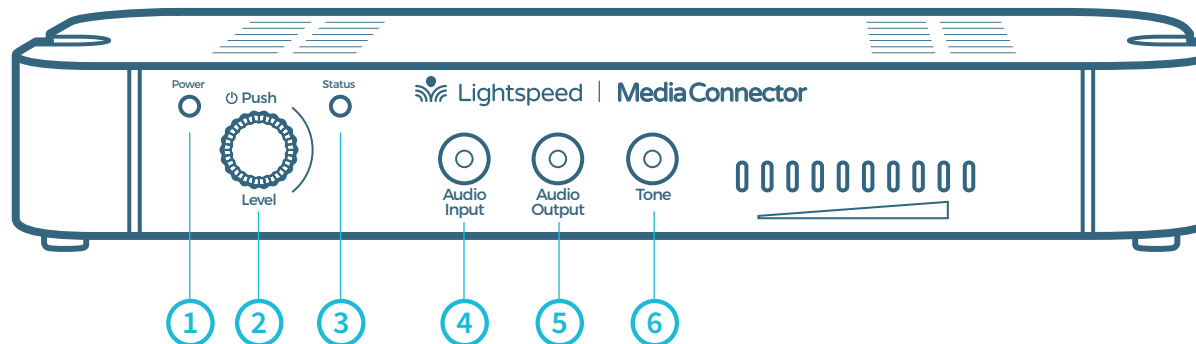 Power
Status
Push
Lightspeed | MediaConnector
Level
Audio
Input
Audio
Output
Tone
1 2 3 4 5 6